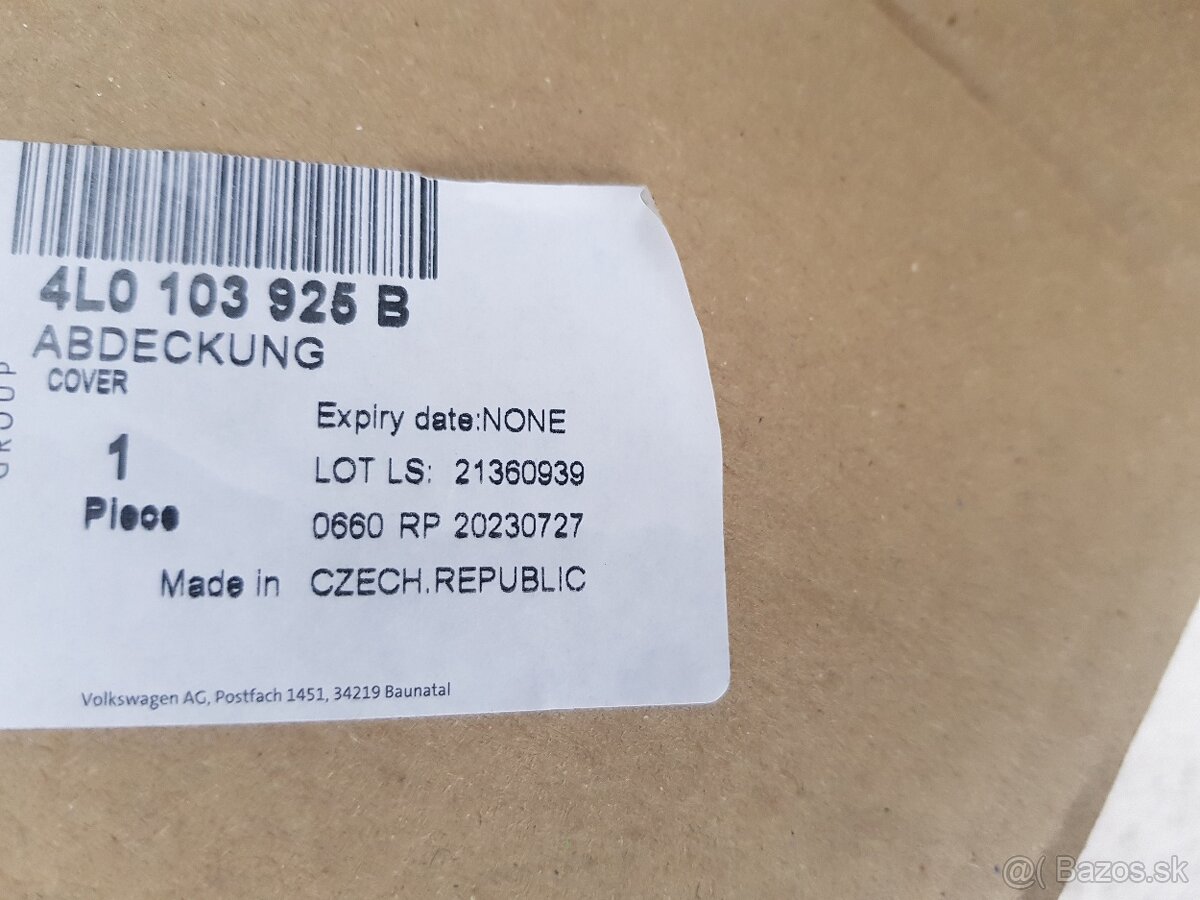 4L0 103 925 B
ABDECKUNG
COVER
GROUP
1
Piece
Expiry date:NONE
LOT LS: 21360939
0660 RP 20230727
Made in CZECH.REPUBLIC
Volkswagen AG, Postfach 1451, 34219 Baunatal
@( Bazos.sk